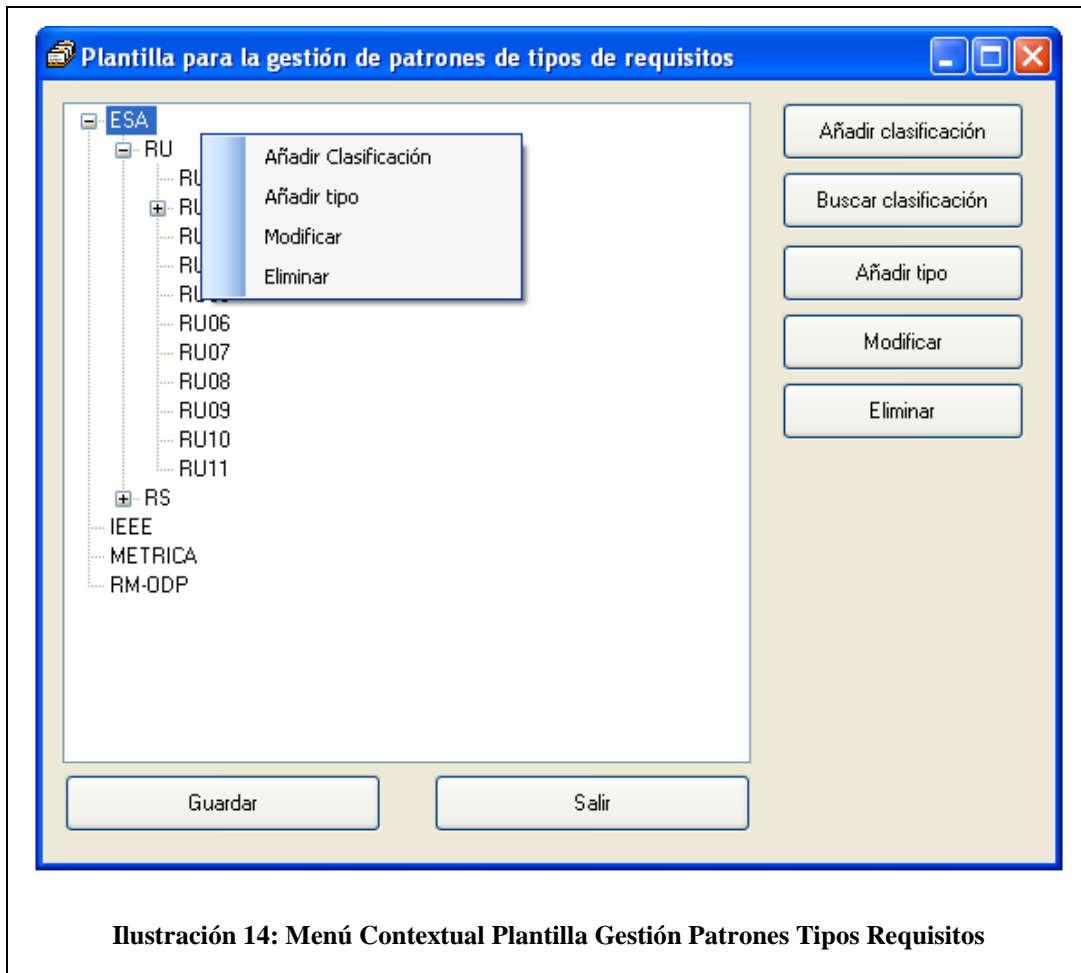 Plantilla para la gestión de patrones de tipos de requisitos
ESA
RU
Añadir Clasificación
Añadir tipo
Modificar
Eliminar
RU06
RU07
RU08
RU09
RU10
RU11
RS
IEEE
METRICA
RM-ODP
Añadir clasificación
Buscar clasificación
Añadir tipo
Modificar
Eliminar
Guardar
Salir
Ilustración 14: Menú Contextual Plantilla Gestión Patrones Tipos Requisitos